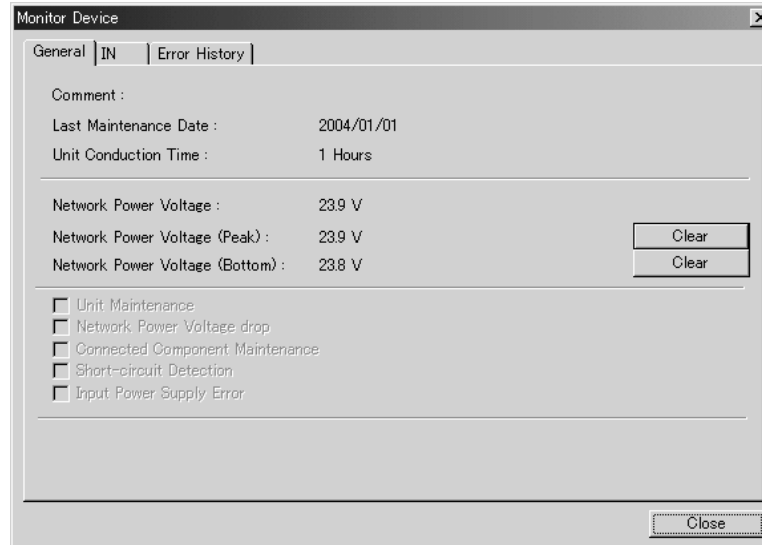 Monitor Device
General IN Error History
Comment :
Last Maintenance Date : 2004/01/01
Unit Conduction Time : 1 Hours
Network Power Voltage : 23.9 V
Network Power Voltage (Peak) : 23.9 V Clear
Network Power Voltage (Bottom) : 23.8 V Clear
Unit Maintenance
Network Power Voltage drop
Connected Component Maintenance
Short-circuit Detection
Input Power Supply Error
Close